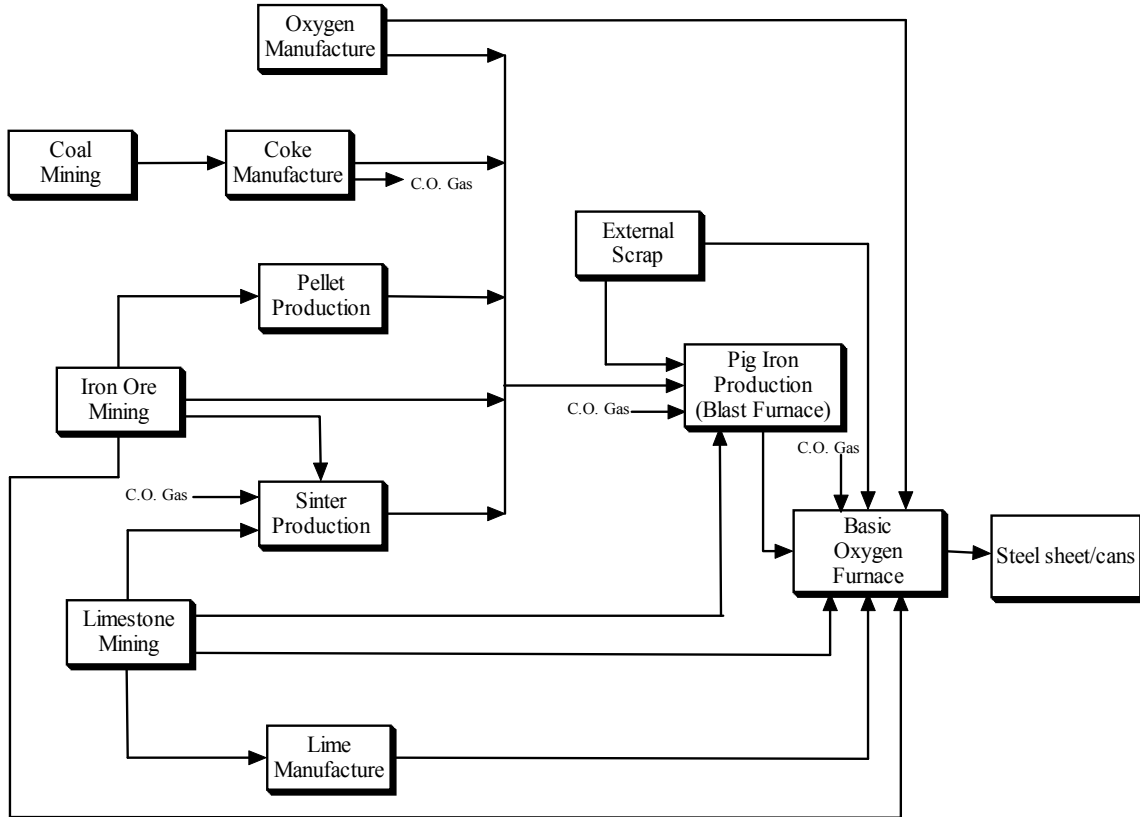 Oxygen
Manufacture
Coal
Mining
Coke
Manufacture
C.O. Gas
External
Scrap
Pellet
Production
Iron Ore
Mining
Pig Iron
Production
(Blast Furnace)
C.O. Gas
C.O. Gas
C.O. Gas
Sinter
Production
Basic
Oxygen
Furnace
Steel sheet/cans
Limestone
Mining
Lime
Manufacture